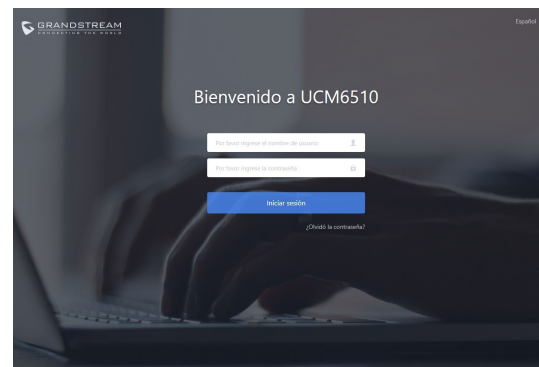 GRANDSTREAM
CONNECTING THE WORLD
Español
Bienvenido a UCM6510
Por favor ingrese el nombre de usuario
Por favor ingrese la contraseña
Iniciar sesión
¿Olvidó la contraseña?